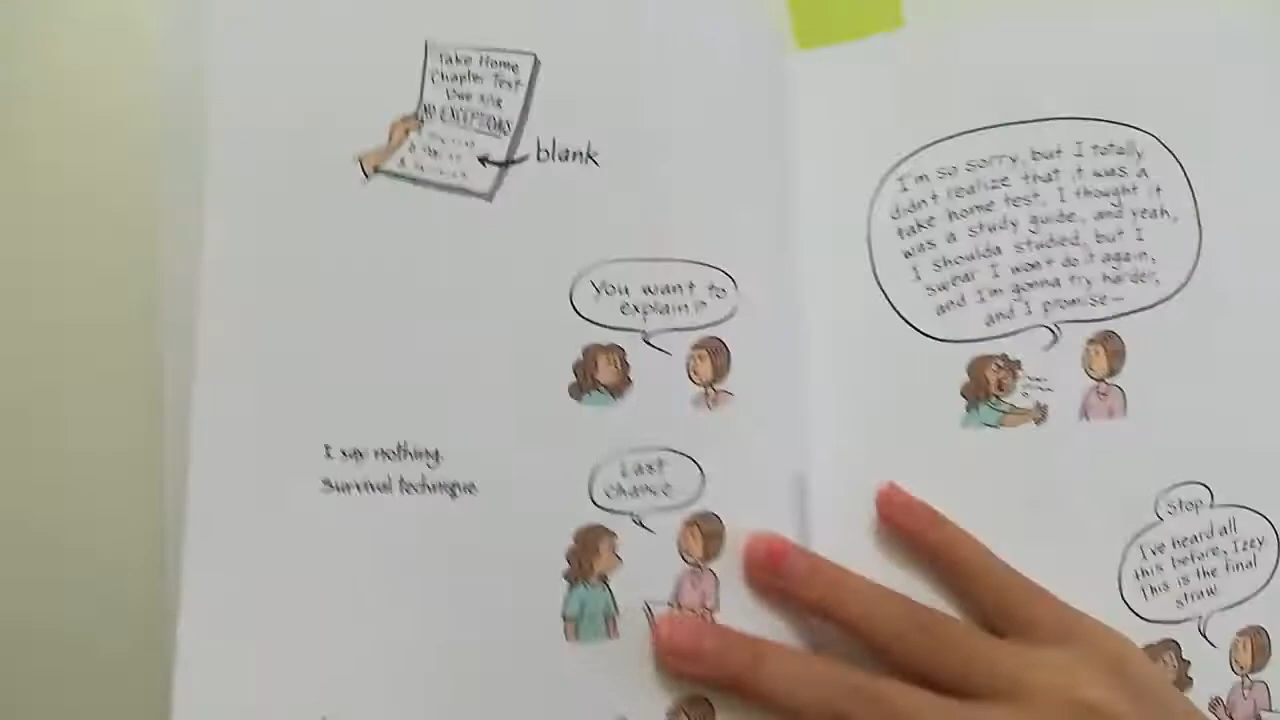 Take Home
Chapter Test
Due
NO EXCEPTIONS
blank
You want to
explain?
I say nothing.
Survival technique.
Last
chance.
I'm so sorry, but I totally
didn't realize that it was a
take home test. I thought it
was a study guide, and yeah,
I shoulda studied, but I
swear I won't do it again,
and I'm gonna try harder,
and I promise—
Stop
I've heard all
this before, Izzy
This is the final
straw